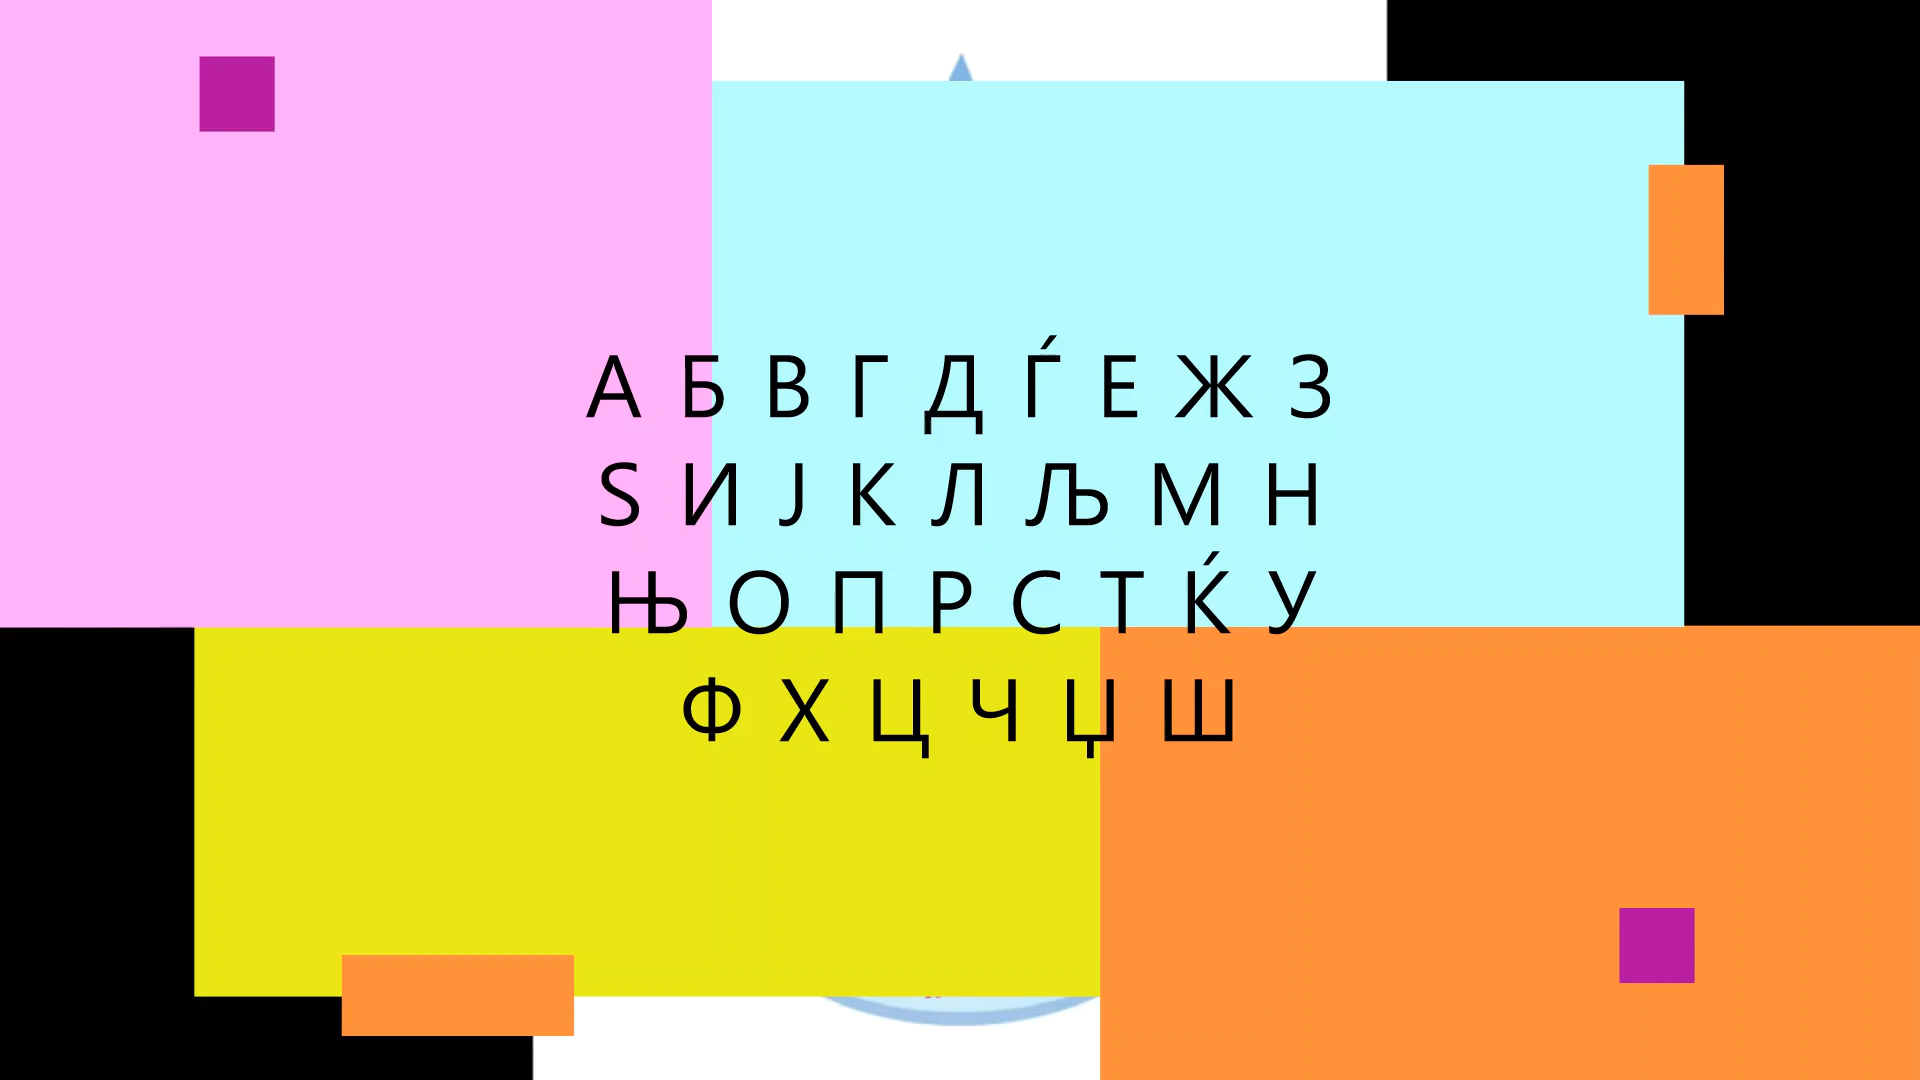 А Б В Г Д Ѓ Е Ж З
Ѕ И Ј К Л Љ М Н
Њ О П Р С Т Ќ У
Ф Х Ц Ч Џ Ш